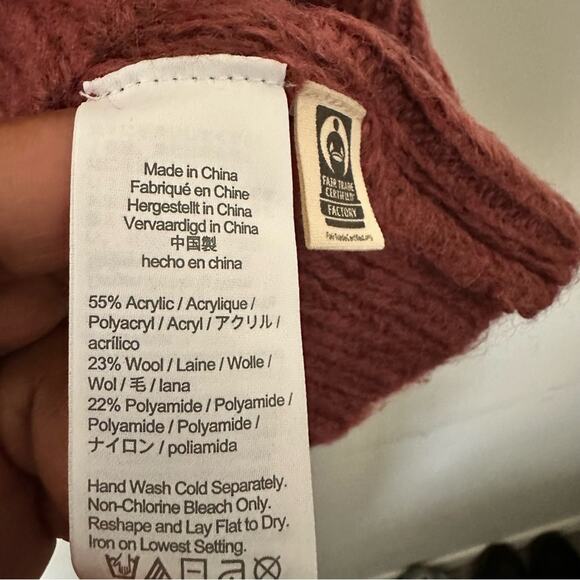 Made in China
Fabriqué en Chine
Hergestellt in China
Vervaardigd in China
中国製
hecho en china
55% Acrylic / Acrylique /
Polyacryl / Acryl / アクリル /
acrílico
23% Wool / Laine / Wolle /
Wol / 毛 / lana
22% Polyamide / Polyamide /
Polyamide / Polyamide /
ナイロン / poliamida
Hand Wash Cold Separately.
Non-Chlorine Bleach Only.
Reshape and Lay Flat to Dry.
Iron on Lowest Setting.
FAIR TRADE
CERTIFIED
FACTORY
FairTradeCertified.org